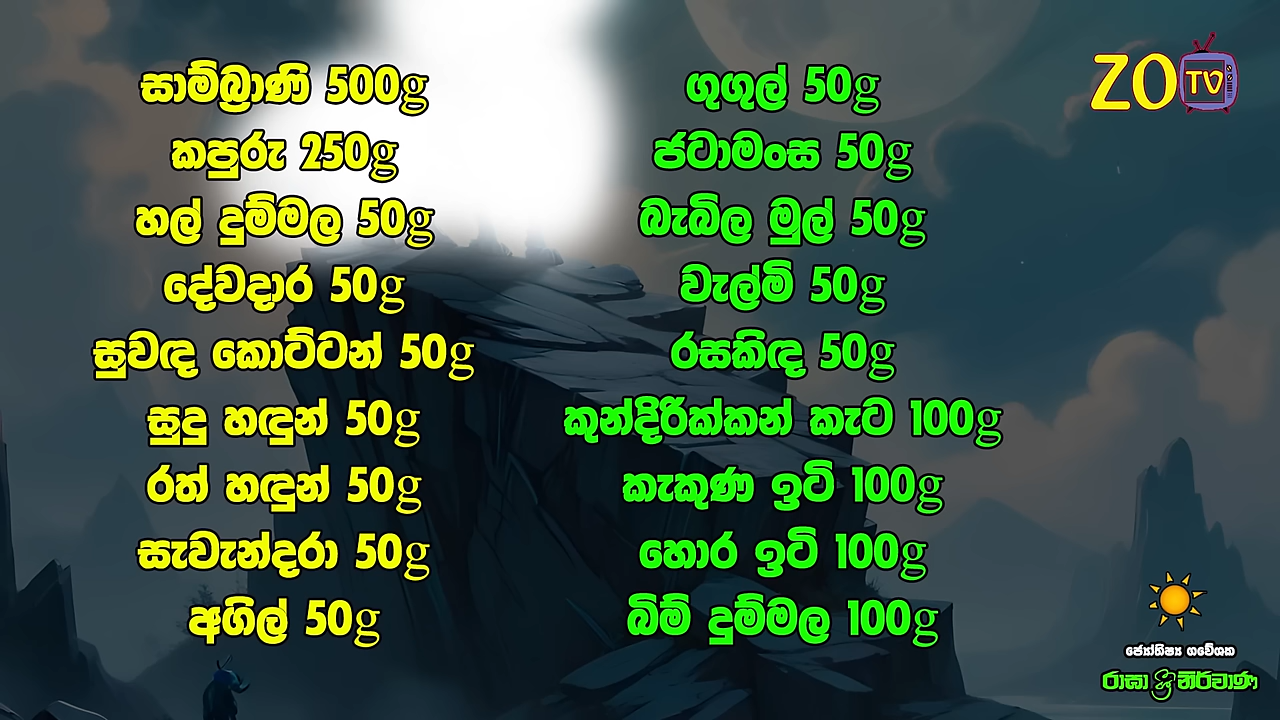 සාම්බ්‍රාණි 500g
කපුරු 250g
හල් දුම්මල 50g
දේවදාර 50g
සුවඳ කොට්ටන් 50g
සුදු හඳුන් 50g
රත් හඳුන් 50g
සැවැන්දරා 50g
අගිල් 50g
ගුගුල් 50g
ජටාමංස 50g
බැබිල මුල් 50g
වැල්මි 50g
රසකිඳ 50g
කුන්දිරික්කන් කැට 100g
කැකුණ ඉටි 100g
හොර ඉටි 100g
බිම් දුම්මල 100g
ZO TV
ජ්‍යෝතිෂ්‍ය ගවේශක
රාඝා ශ්‍රී නිර්වාණ